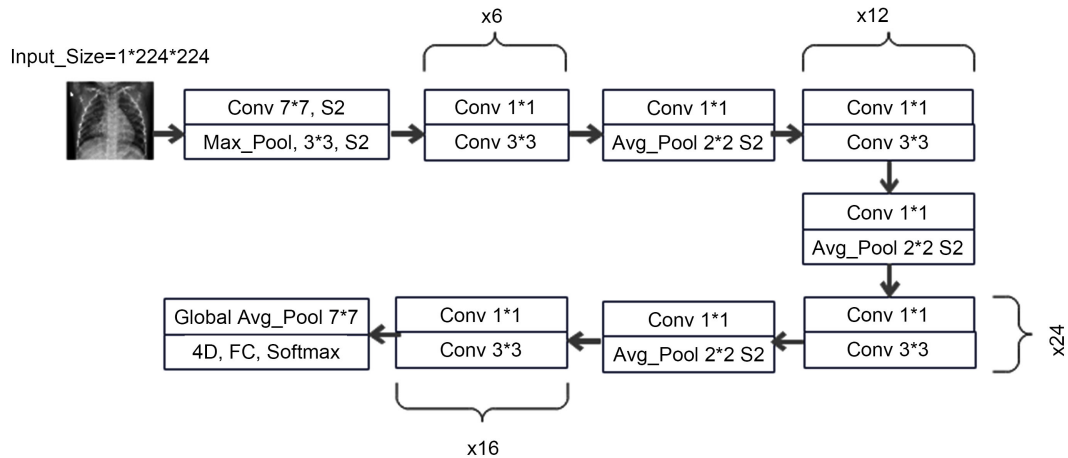 x6
x12
Input_Size=1*224*224
Conv 7*7, S2
Max_Pool, 3*3, S2
Conv 1*1
Conv 3*3
Conv 1*1
Avg_Pool 2*2 S2
Conv 1*1
Conv 3*3
Conv 1*1
Avg_Pool 2*2 S2
Conv 1*1
Conv 3*3
x24
Conv 1*1
Avg_Pool 2*2 S2
Conv 1*1
Conv 3*3
x16
Global Avg_Pool 7*7
4D, FC, Softmax